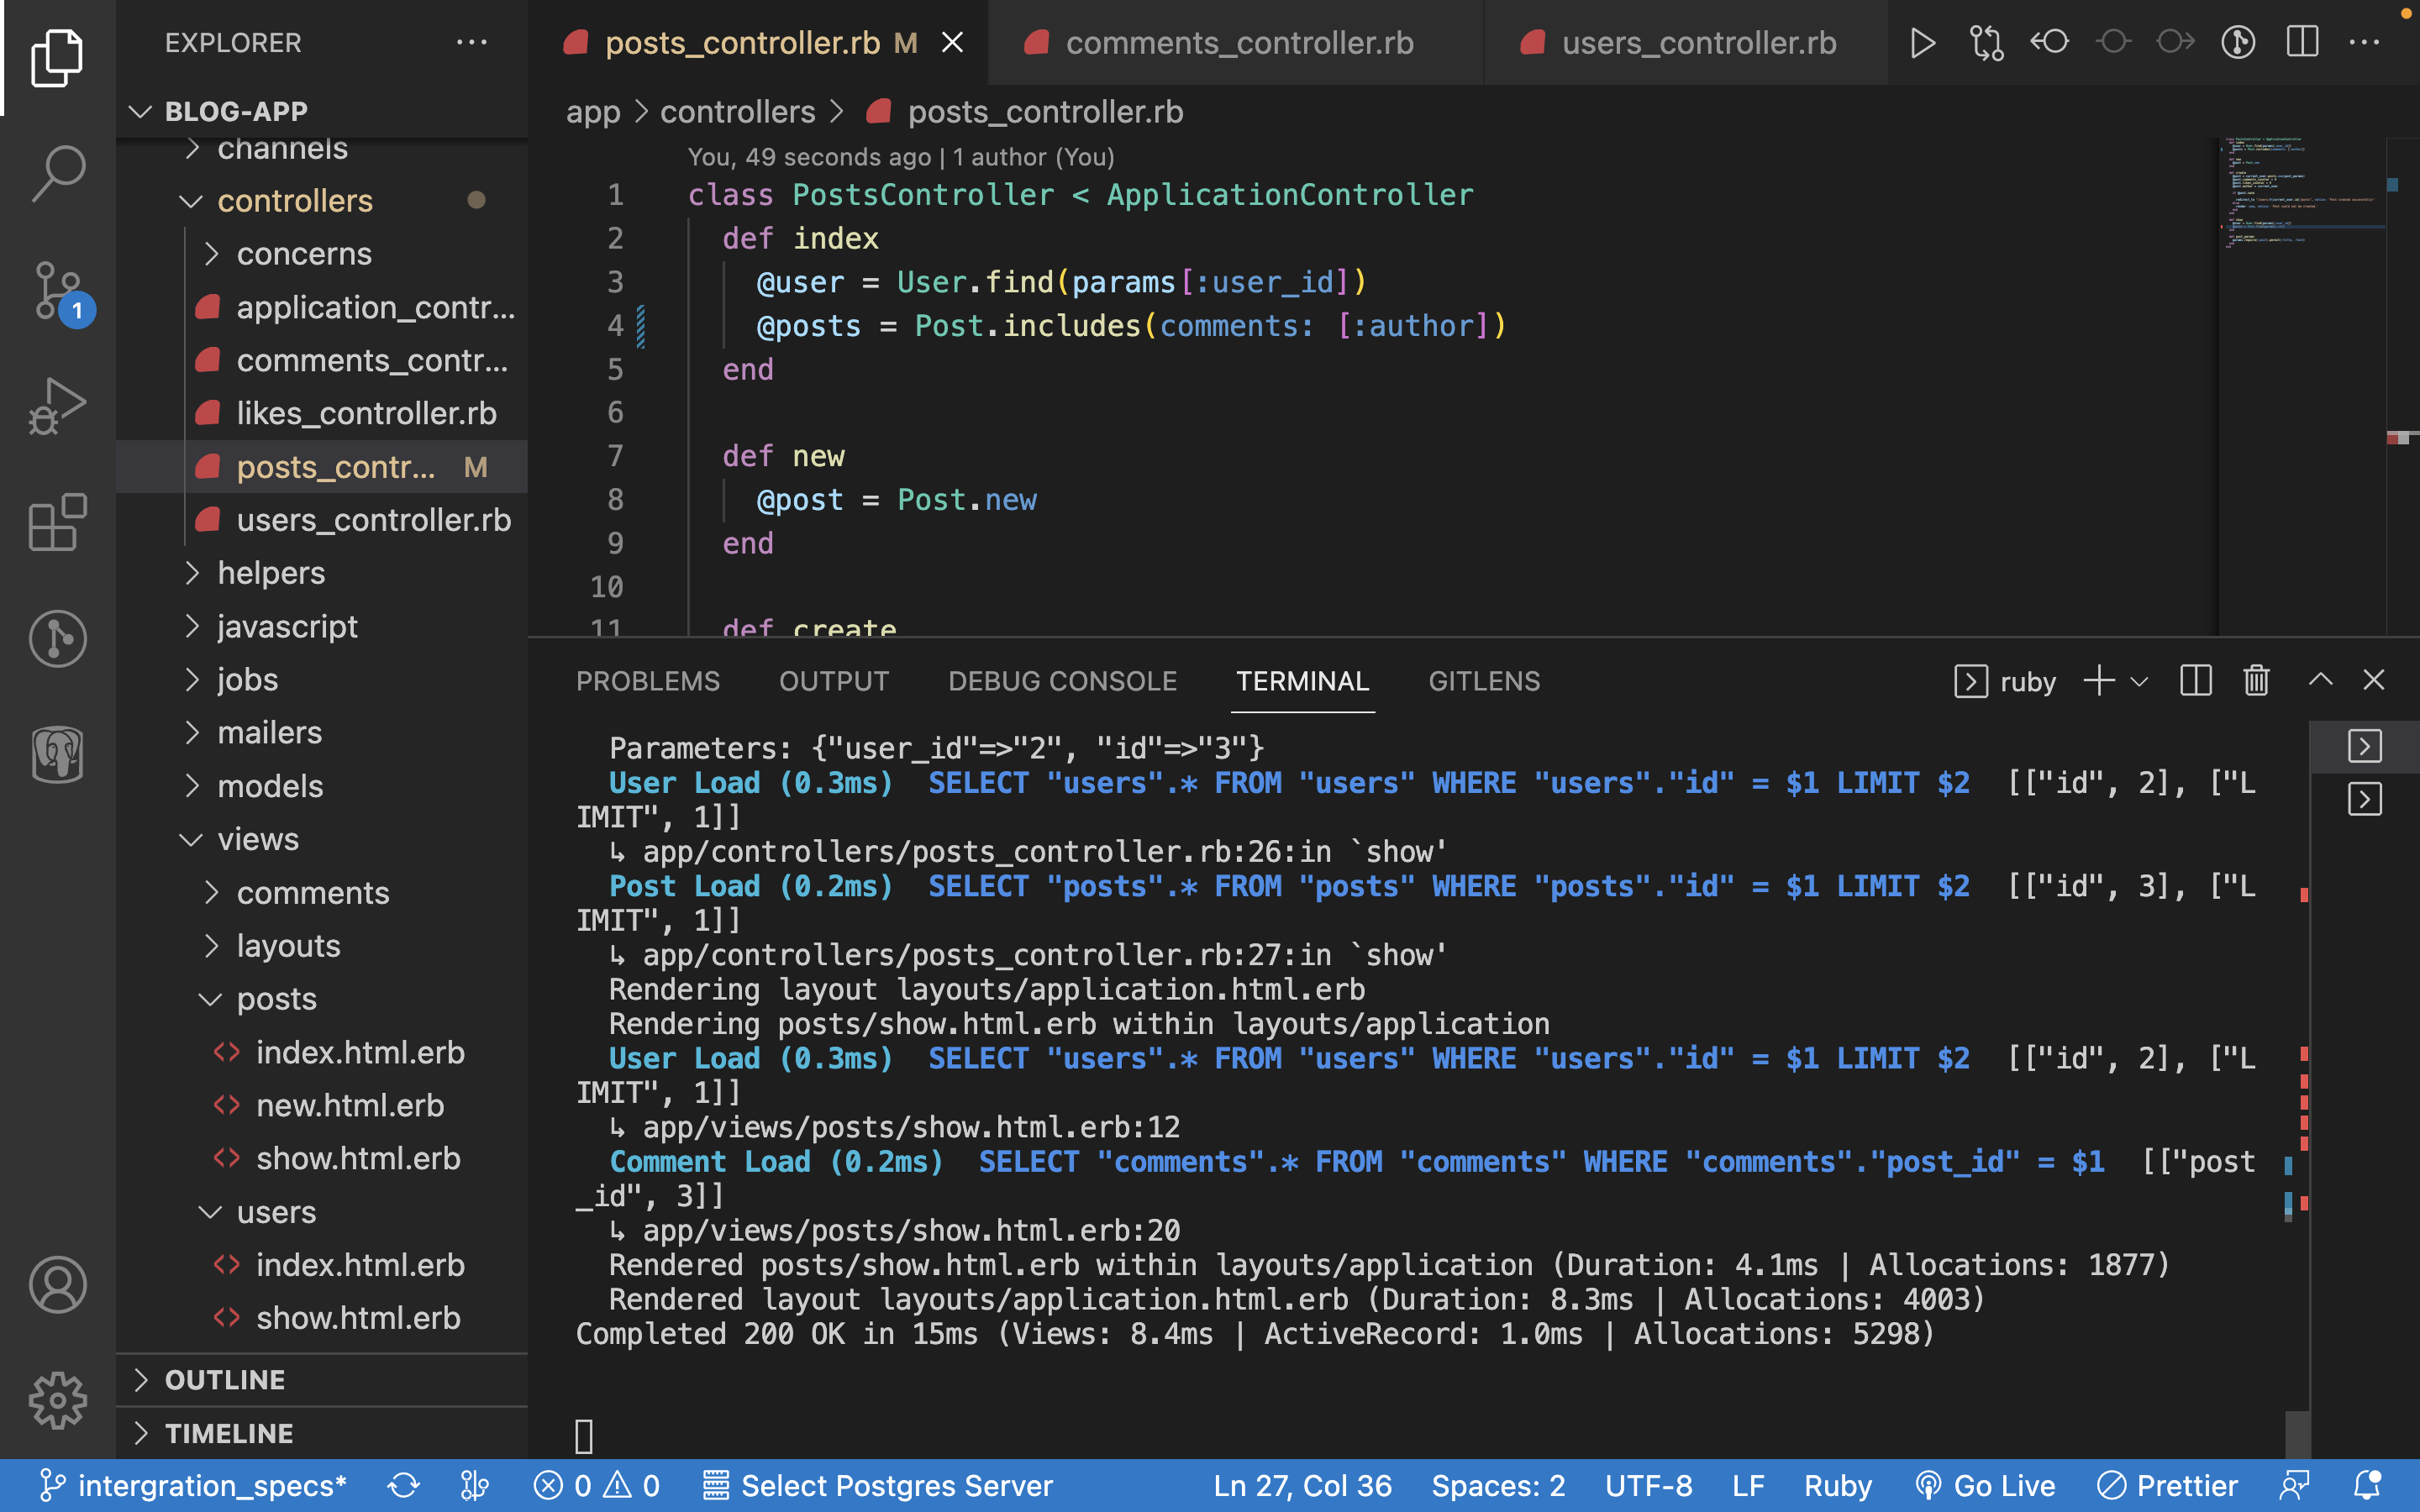 EXPLORER
BLOG-APP
channels
controllers
concerns
application_contr...
comments_contr...
likes_controller.rb
posts_contr... M
users_controller.rb
helpers
javascript
jobs
mailers
models
views
comments
layouts
posts
index.html.erb
new.html.erb
show.html.erb
users
index.html.erb
show.html.erb
OUTLINE
TIMELINE
1
posts_controller.rb M
comments_controller.rb
users_controller.rb
app > controllers > posts_controller.rb
You, 49 seconds ago | 1 author (You)
1 class PostsController < ApplicationController
2 def index
3 @user = User.find(params[:user_id])
4 @posts = Post.includes(comments: [:author])
5 end
6
7 def new
8 @post = Post.new
9 end
10
11 def create
PROBLEMS OUTPUT DEBUG CONSOLE TERMINAL GITLENS
ruby
Parameters: {"user_id"=>"2", "id"=>"3"}
User Load (0.3ms) SELECT "users".* FROM "users" WHERE "users"."id" = $1 LIMIT $2 [["id", 2], ["L
IMIT", 1]]
↳ app/controllers/posts_controller.rb:26:in `show'
Post Load (0.2ms) SELECT "posts".* FROM "posts" WHERE "posts"."id" = $1 LIMIT $2 [["id", 3], ["L
IMIT", 1]]
↳ app/controllers/posts_controller.rb:27:in `show'
Rendering layout layouts/application.html.erb
Rendering posts/show.html.erb within layouts/application
User Load (0.3ms) SELECT "users".* FROM "users" WHERE "users"."id" = $1 LIMIT $2 [["id", 2], ["L
IMIT", 1]]
↳ app/views/posts/show.html.erb:12
Comment Load (0.2ms) SELECT "comments".* FROM "comments" WHERE "comments"."post_id" = $1 [["post
_id", 3]]
↳ app/views/posts/show.html.erb:20
Rendered posts/show.html.erb within layouts/application (Duration: 4.1ms | Allocations: 1877)
Rendered layout layouts/application.html.erb (Duration: 8.3ms | Allocations: 4003)
Completed 200 OK in 15ms (Views: 8.4ms | ActiveRecord: 1.0ms | Allocations: 5298)
intergration_specs* 0 0 Select Postgres Server Ln 27, Col 36 Spaces: 2 UTF-8 LF Ruby Go Live Prettier